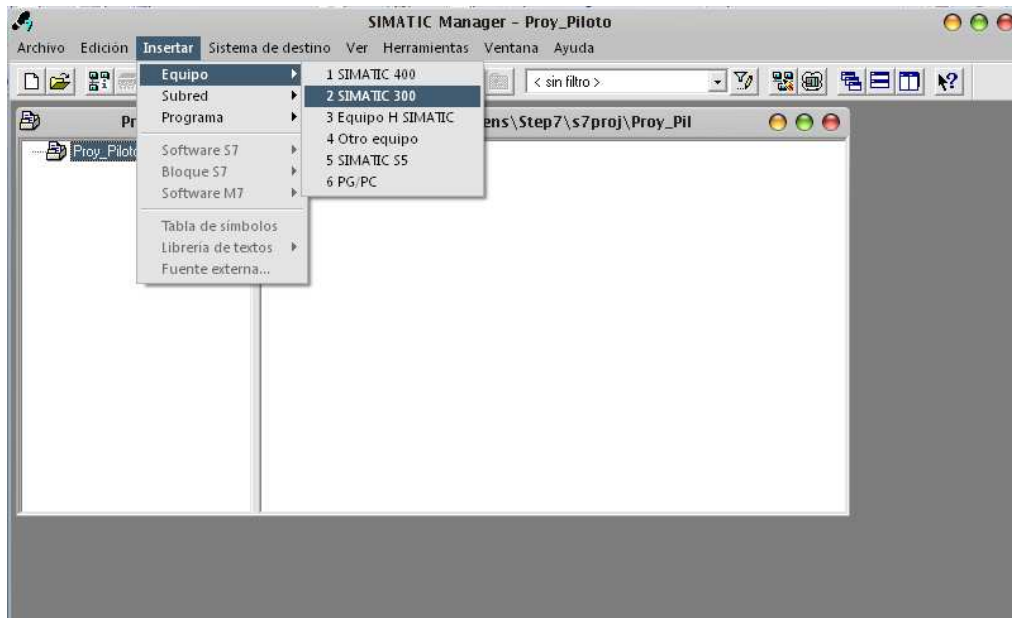 SIMATIC Manager – Proy_Piloto
Archivo Edición Insertar Sistema de destino Ver Herramientas Ventana Ayuda
< sin filtro >
Equipo
Subred
Programa
Software S7
Bloque S7
Software M7
Tabla de símbolos
Librería de textos
Fuente externa...
1 SIMATIC 400
2 SIMATIC 300
3 Equipo H SIMATIC
4 Otro equipo
5 SIMATIC S5
6 PG/PC
Pr ens\Step7\s7proj\Proy_Pil
Proy_Piloto